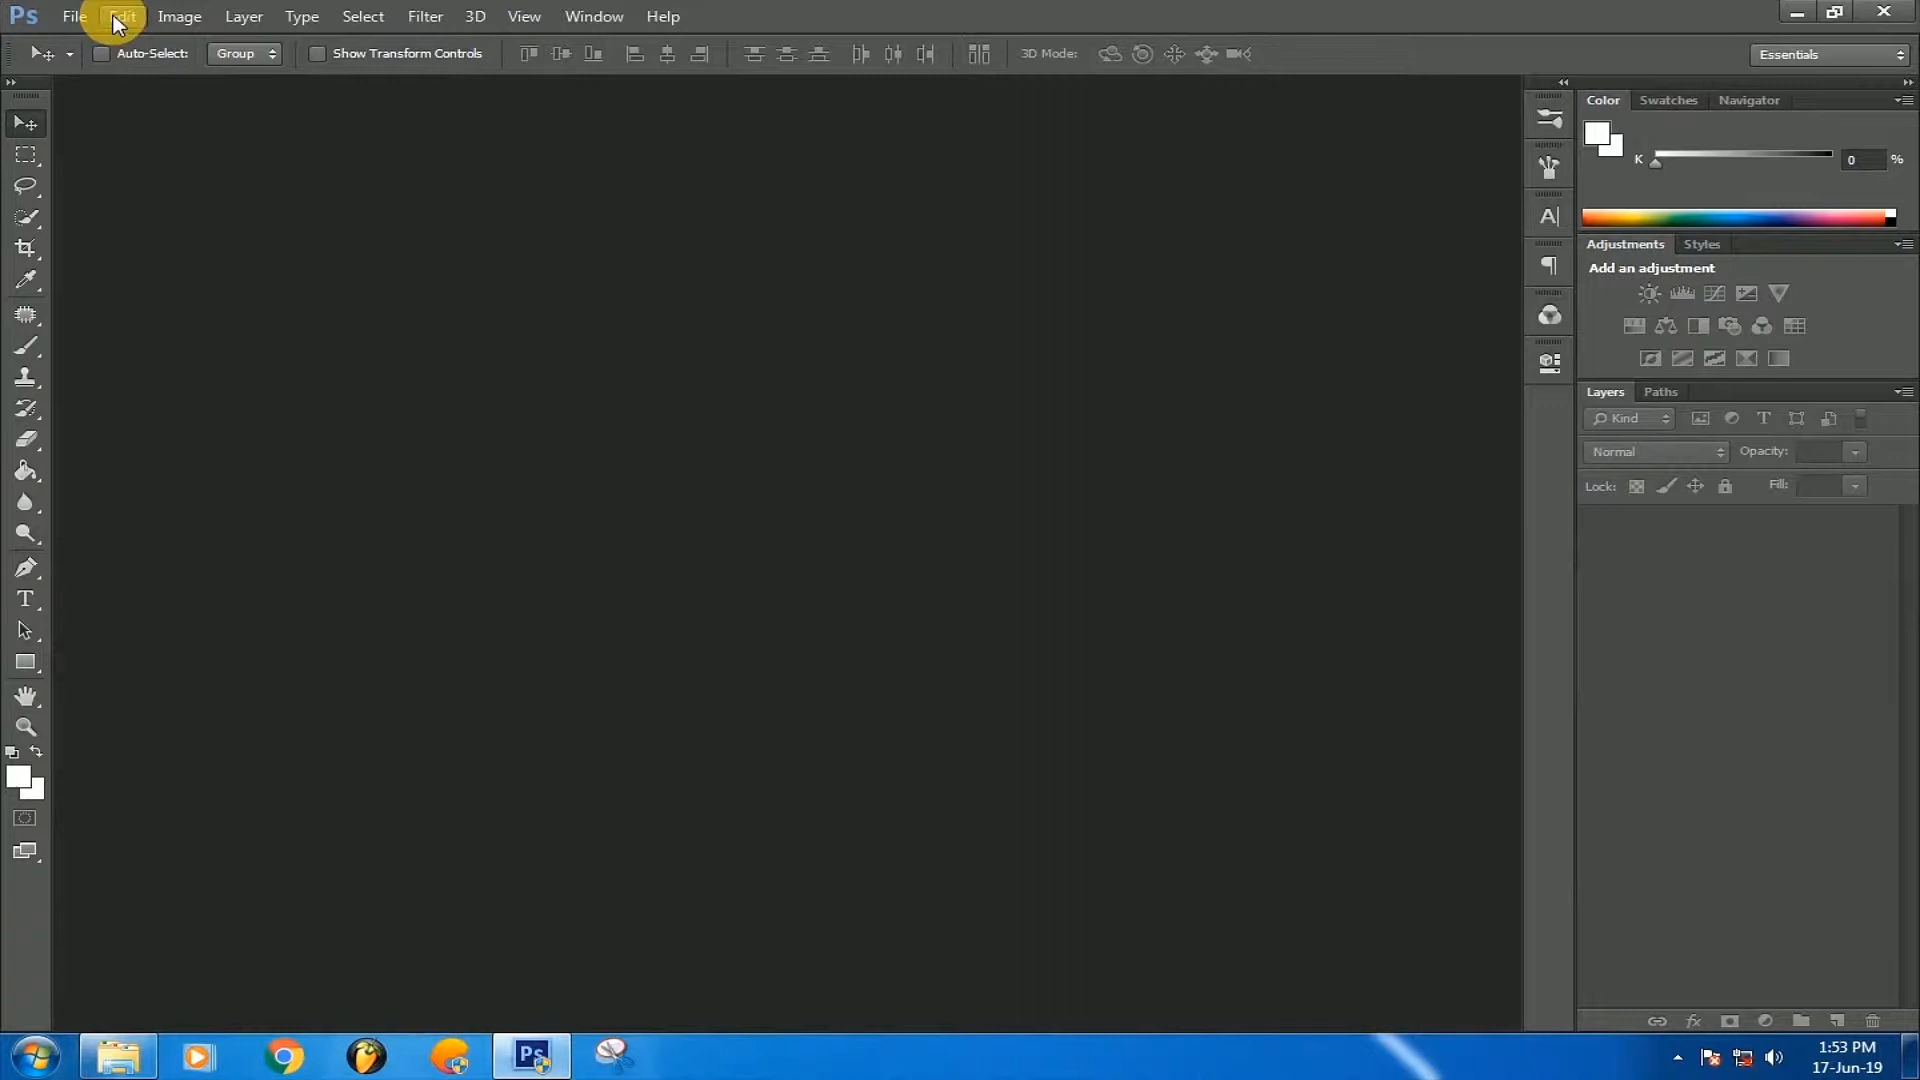 Ps File Edit Image Layer Type Select Filter 3D View Window Help
Auto-Select: Group Show Transform Controls 3D Mode: Essentials
Color Swatches Navigator
K 0 %
Adjustments Styles
Add an adjustment
Layers Paths
Kind
Normal Opacity:
Lock: Fill:
1:53 PM
17-Jun-19